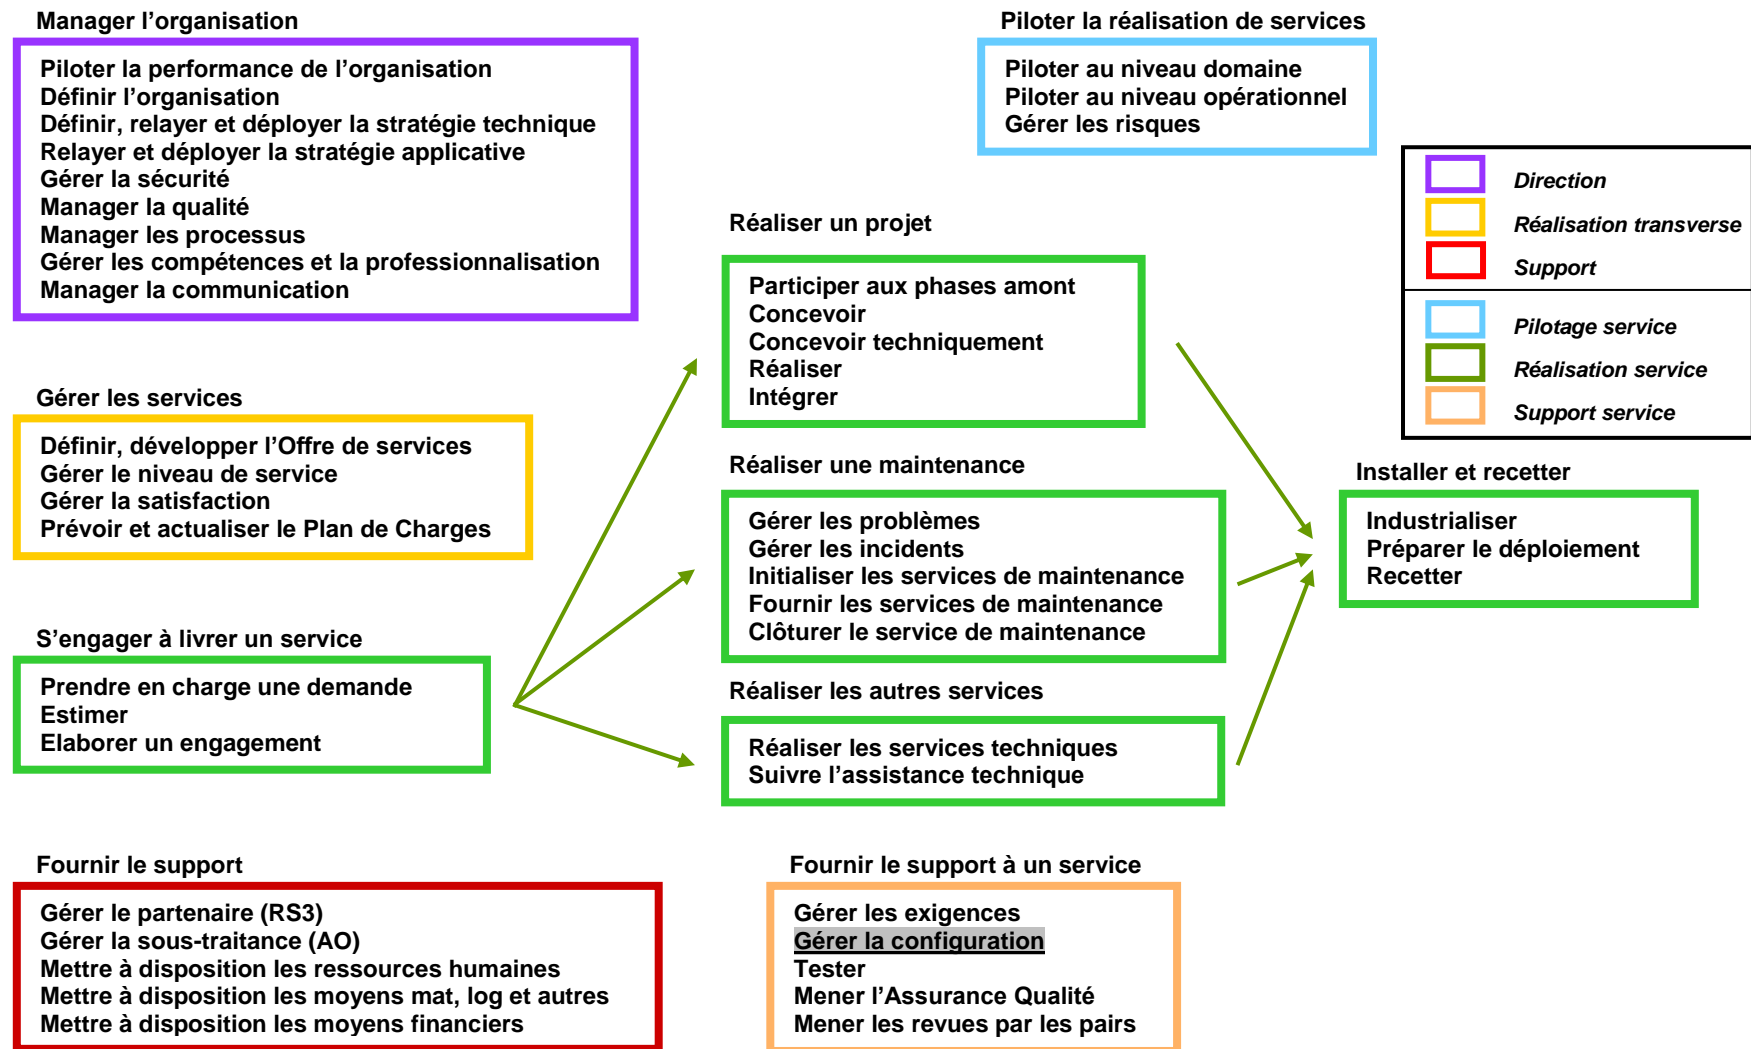 Manager l’organisation
Piloter la performance de l’organisation
Définir l’organisation
Définir, relayer et déployer la stratégie technique
Relayer et déployer la stratégie applicative
Gérer la sécurité
Manager la qualité
Manager les processus
Gérer les compétences et la professionnalisation
Manager la communication
Piloter la réalisation de services
Piloter au niveau domaine
Piloter au niveau opérationnel
Gérer les risques
Direction
Réalisation transverse
Support
Pilotage service
Réalisation service
Support service
Réaliser un projet
Participer aux phases amont
Concevoir
Concevoir techniquement
Réaliser
Intégrer
Gérer les services
Définir, développer l’Offre de services
Gérer le niveau de service
Gérer la satisfaction
Prévoir et actualiser le Plan de Charges
Réaliser une maintenance
Gérer les problèmes
Gérer les incidents
Initialiser les services de maintenance
Fournir les services de maintenance
Clôturer le service de maintenance
Installer et recetter
Industrialiser
Préparer le déploiement
Recetter
S’engager à livrer un service
Prendre en charge une demande
Estimer
Elaborer un engagement
Réaliser les autres services
Réaliser les services techniques
Suivre l’assistance technique
Fournir le support
Gérer le partenaire (RS3)
Gérer la sous-traitance (AO)
Mettre à disposition les ressources humaines
Mettre à disposition les moyens mat, log et autres
Mettre à disposition les moyens financiers
Fournir le support à un service
Gérer les exigences
Gérer la configuration
Tester
Mener l’Assurance Qualité
Mener les revues par les pairs